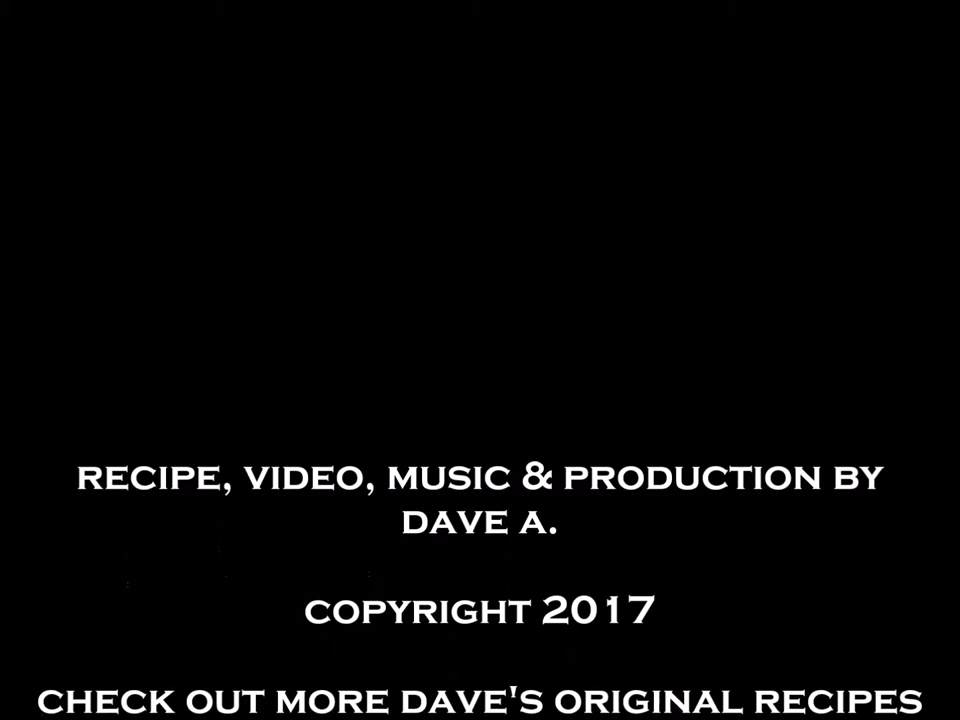 RECIPE, VIDEO, MUSIC & PRODUCTION BY
DAVE A.
COPYRIGHT 2017
CHECK OUT MORE DAVE'S ORIGINAL RECIPES